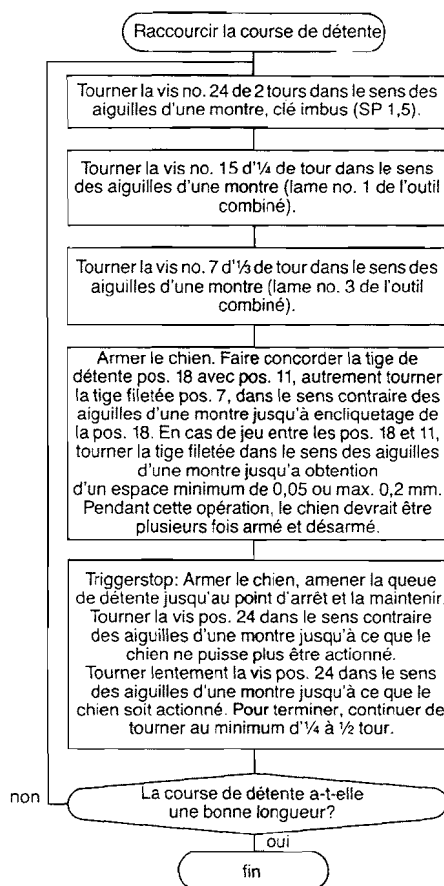 Raccourcir la course de détente
Tourner la vis no. 24 de 2 tours dans le sens des
aiguilles d'une montre, clé imbus (SP 1,5).
Tourner la vis no. 15 d'¼ de tour dans le sens
des aiguilles d'une montre (lame no. 1 de l'outil
combiné).
Tourner la vis no. 7 d'⅓ de tour dans le sens
des aiguilles d'une montre (lame no. 3 de l'outil
combiné).
Armer le chien. Faire concorder la tige de
détente pos. 18 avec pos. 11, autrement tourner
la tige filetée pos. 7, dans le sens contraire des
aiguilles d'une montre jusqu'à encliquetage de
la pos. 18. En cas de jeu entre les pos. 18 et 11,
tourner la tige filetée dans le sens des aiguilles
d'une montre jusqu'a obtention
d'un espace minimum de 0,05 ou max. 0,2 mm.
Pendant cette opération, le chien devrait être
plusieurs fois armé et désarmé.
Triggerstop: Armer le chien, amener la queue
de détente jusqu'au point d'arrêt et la maintenir.
Tourner la vis pos. 24 dans le sens contraire
des aiguilles d'une montre jusqu'à ce que le
chien ne puisse plus être actionné.
Tourner lentement la vis pos. 24 dans le sens
des aiguilles d'une montre jusqu'à ce que le
chien soit actionné. Pour terminer, continuer de
tourner au minimum d'¼ à ½ tour.
La course de détente a-t-elle
une bonne longueur?
non
oui
fin